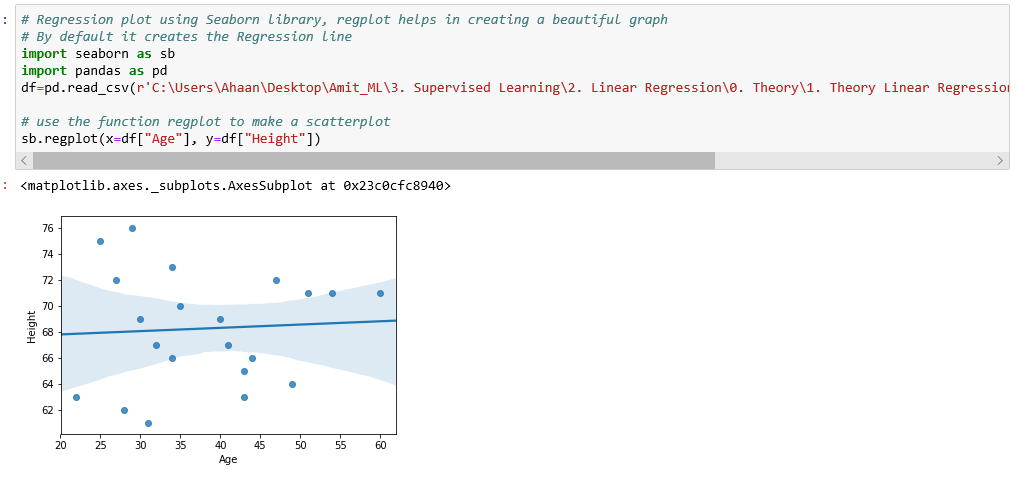 : # Regression plot using Seaborn library, regplot helps in creating a beautiful graph
# By default it creates the Regression line
import seaborn as sb
import pandas as pd
df=pd.read_csv(r'C:\Users\Ahaan\Desktop\Amit_ML\3. Supervised Learning\2. Linear Regression\0. Theory\1. Theory Linear Regression
# use the function regplot to make a scatterplot
sb.regplot(x=df["Age"], y=df["Height"])
: <matplotlib.axes._subplots.AxesSubplot at 0x23c0cfc8940>
76
74
72
70
68
66
64
62
Height
20 25 30 35 40 45 50 55 60
Age